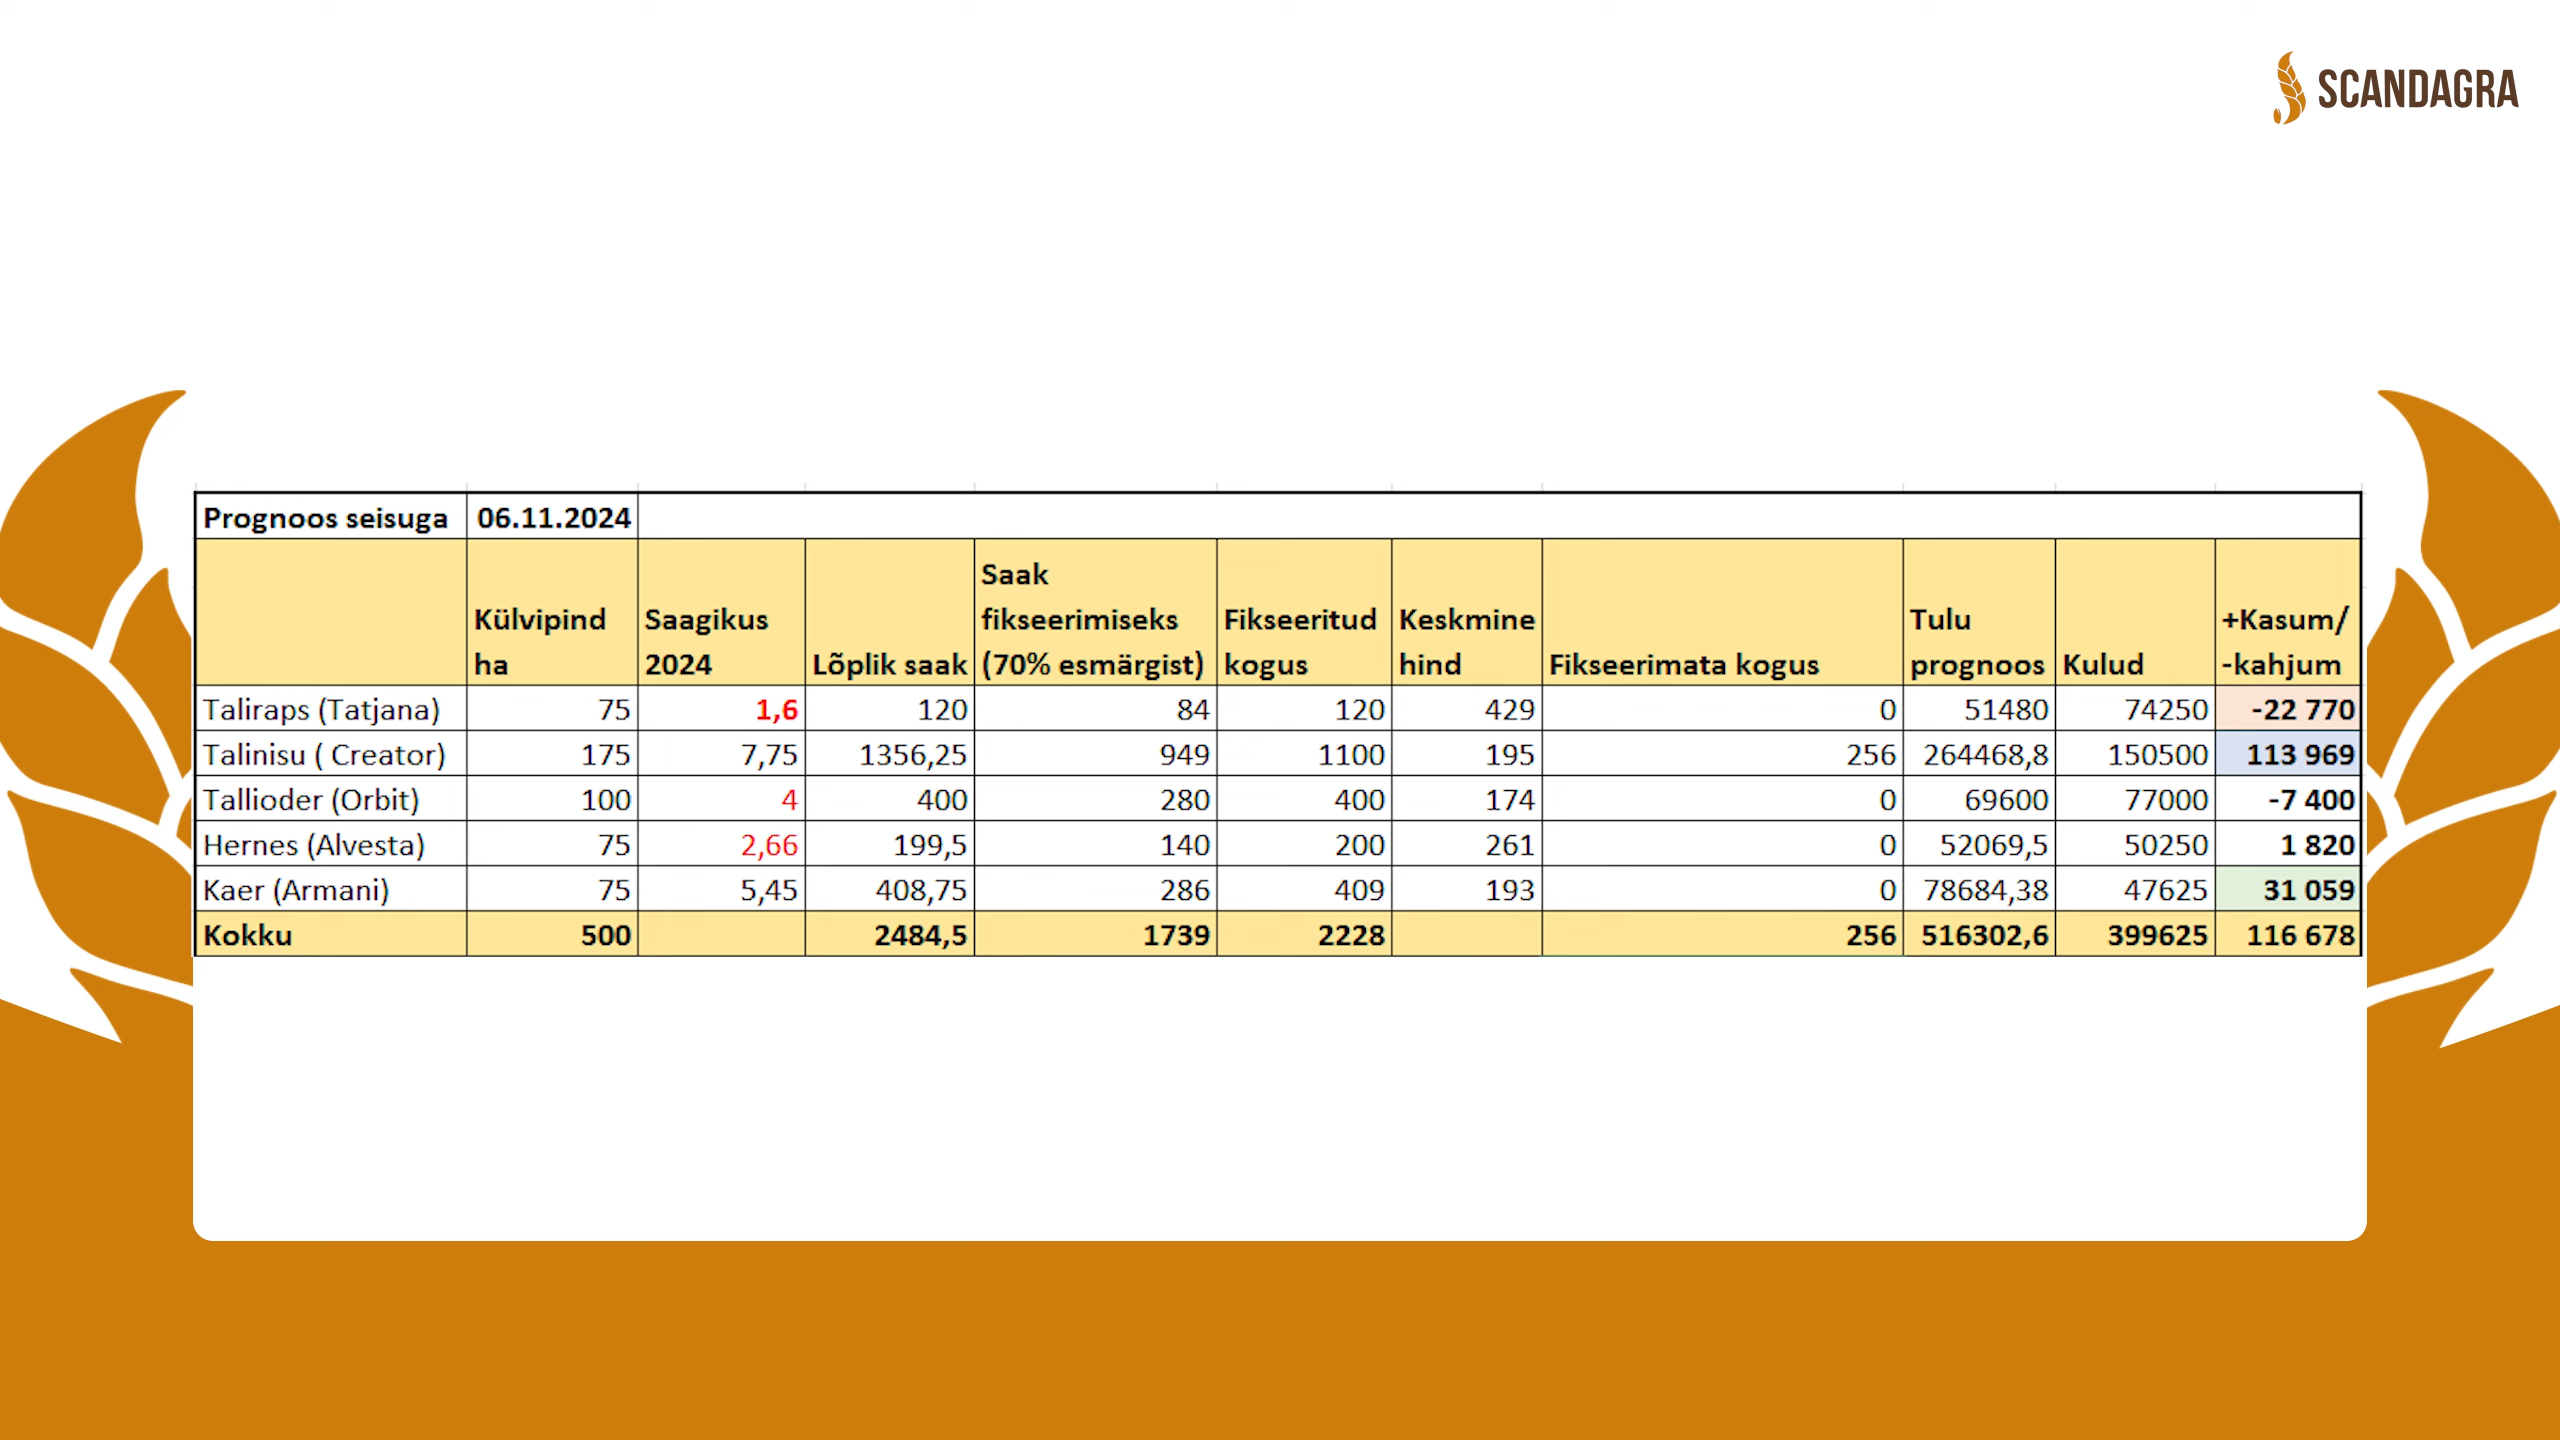 SCANDAGRA
Prognoos seisuga 06.11.2024
Külvipind ha Saagikus 2024 Lõplik saak Saak fikseerimiseks (70% esmärgist) Fikseeritud kogus Keskmine hind Fikseerimata kogus Tulu prognoos Kulud +Kasum/ -kahjum
Taliraps (Tatjana) 75 1,6 120 84 120 429 0 51480 74250 -22 770
Talinisu ( Creator) 175 7,75 1356,25 949 1100 195 256 264468,8 150500 113 969
Tallioder (Orbit) 100 4 400 280 400 174 0 69600 77000 -7 400
Hernes (Alvesta) 75 2,66 199,5 140 200 261 0 52069,5 50250 1 820
Kaer (Armani) 75 5,45 408,75 286 409 193 0 78684,38 47625 31 059
Kokku 500 2484,5 1739 2228 256 516302,6 399625 116 678